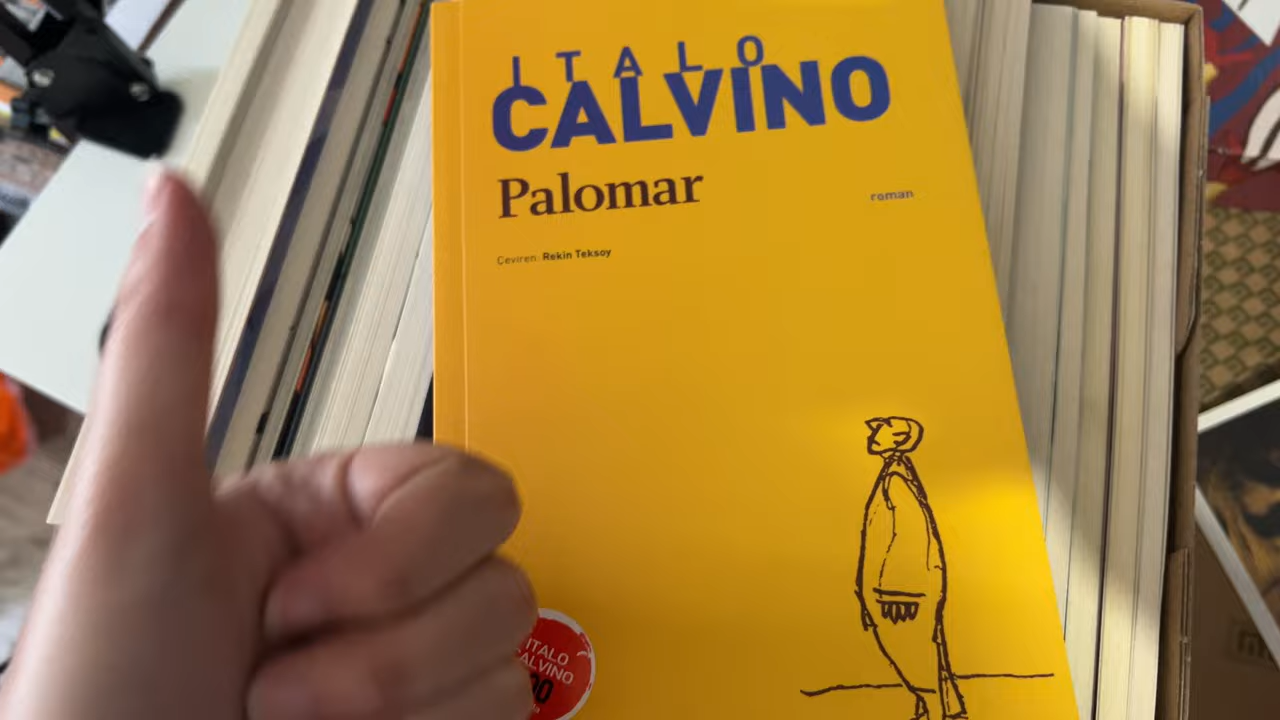 ITALO
CALVINO
Palomar
roman
Çeviren: Rekin Teksoy
ITALO
CALVINO